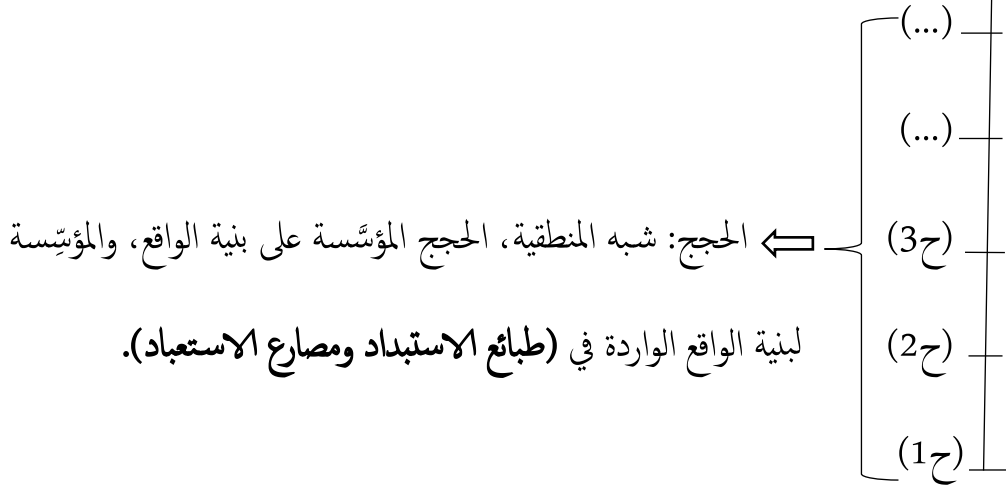 (...)
(...)
(ح3)
الحجج: شبه المنطقية، الحجج المؤسَّسة على بنية الواقع، والمؤسِّسة
(ح2)
لبنية الواقع الواردة في (طبائع الاستبداد ومصارع الاستعباد).
(ح1)